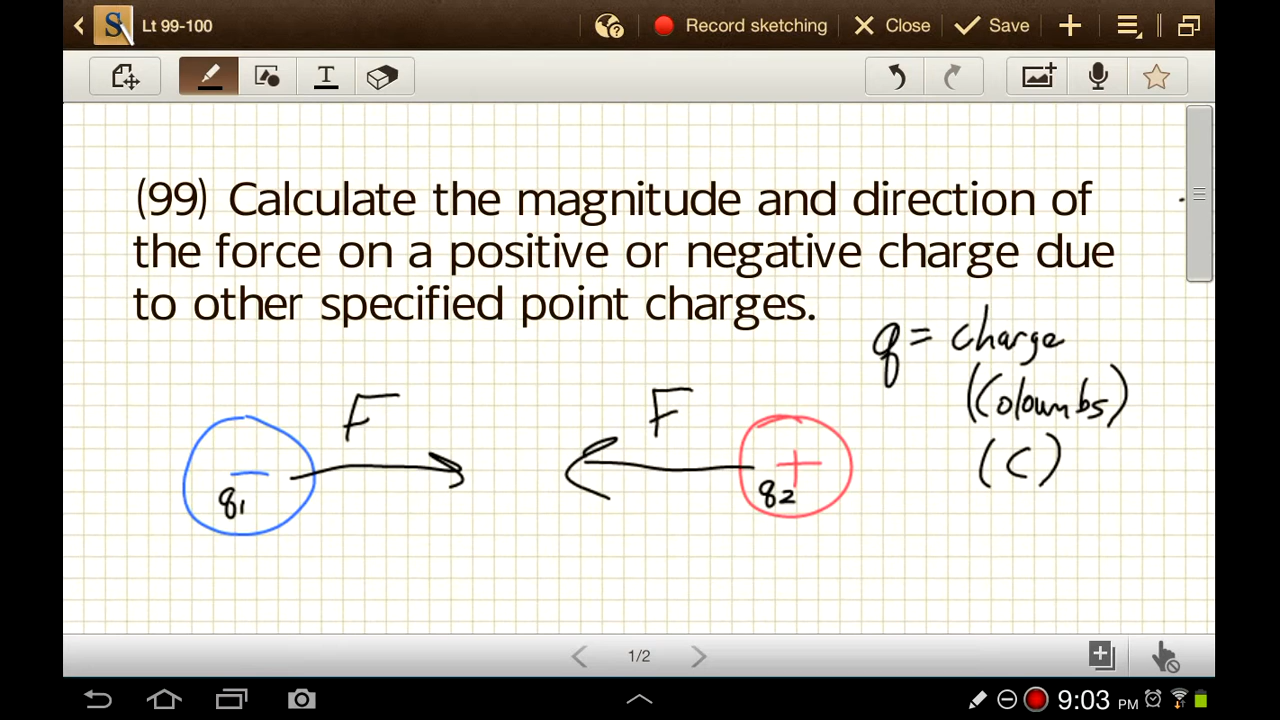 Lt 99-100
Record sketching
Close
Save
T
(99) Calculate the magnitude and direction of
the force on a positive or negative charge due
to other specified point charges.
q = charge
(Coloumbs)
(C)
F
F
−
+
q1
q2
1/2
9:03 PM